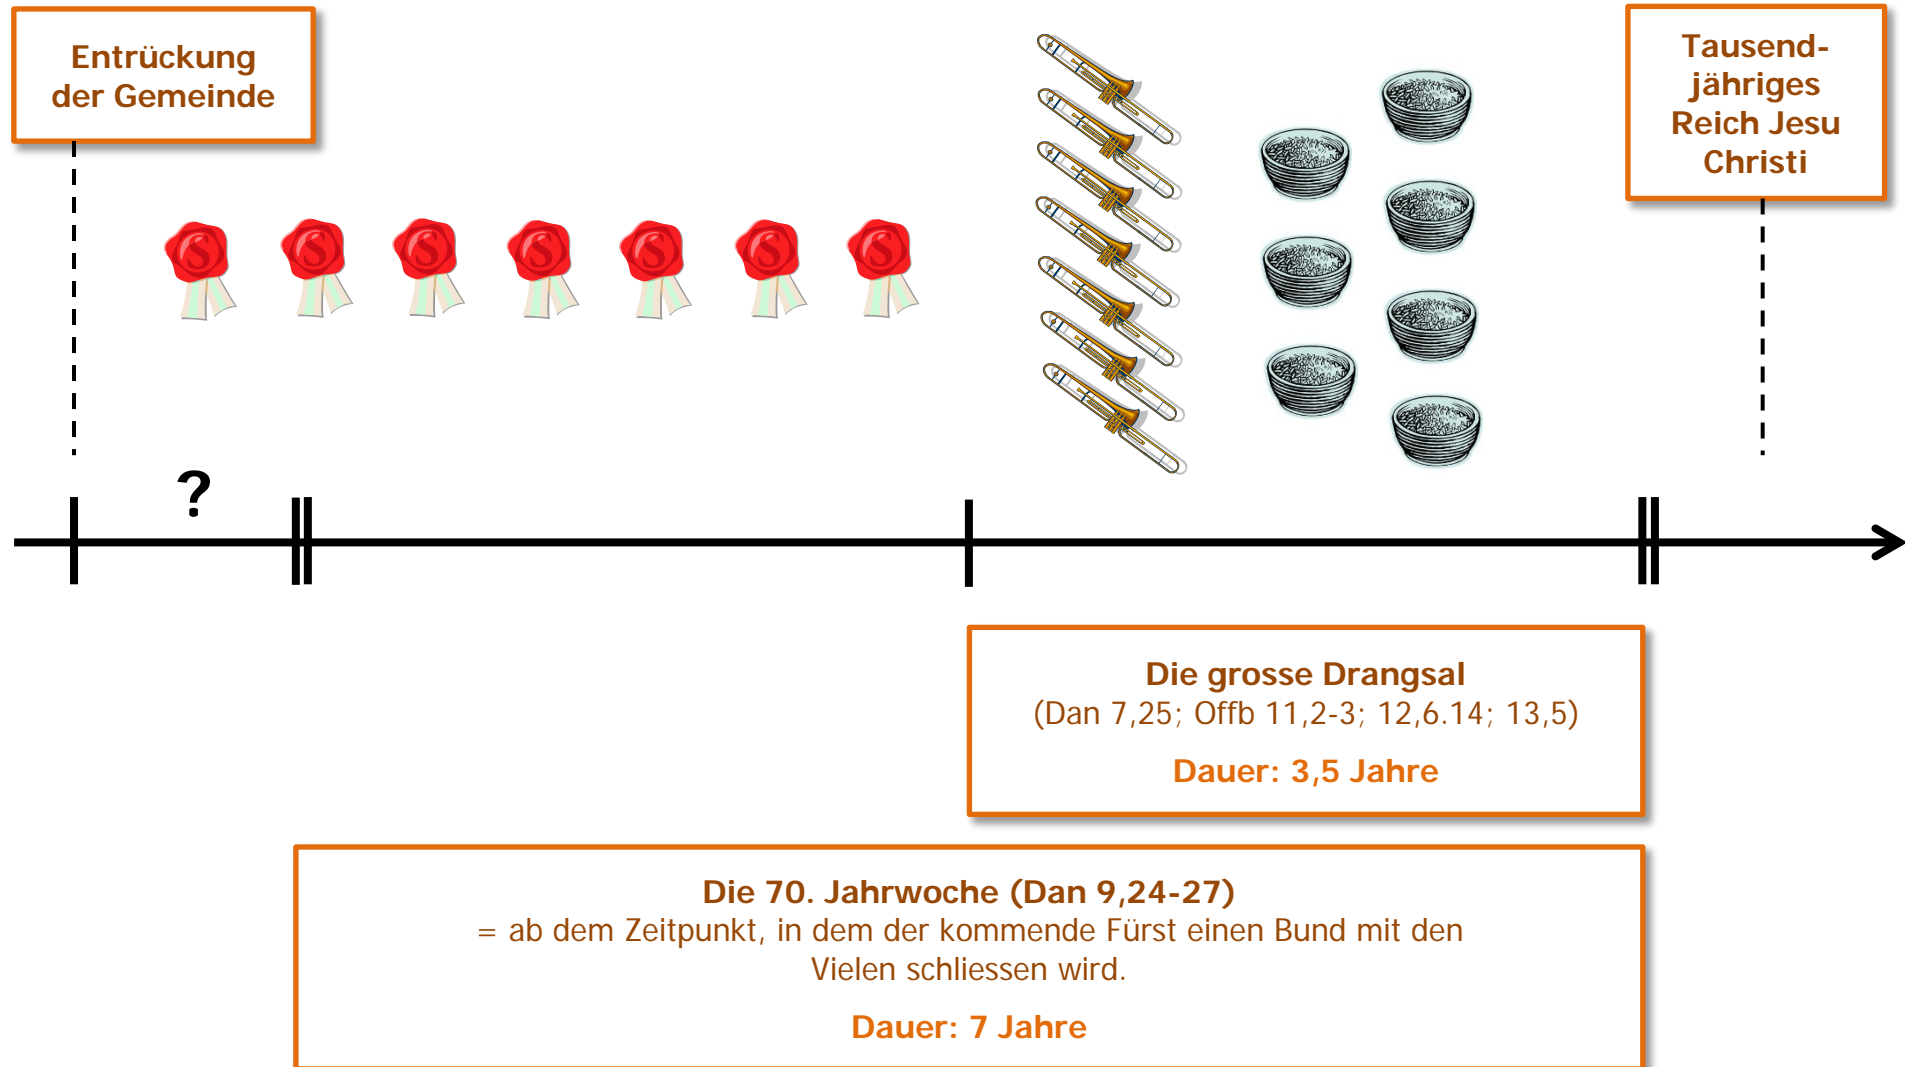 Entrückung
der Gemeinde
Tausend-
jähriges
Reich Jesu
Christi
S S S S S S S
?
Die grosse Drangsal
(Dan 7,25; Offb 11,2-3; 12,6.14; 13,5)
Dauer: 3,5 Jahre
Die 70. Jahrwoche (Dan 9,24-27)
= ab dem Zeitpunkt, in dem der kommende Fürst einen Bund mit den
Vielen schliessen wird.
Dauer: 7 Jahre